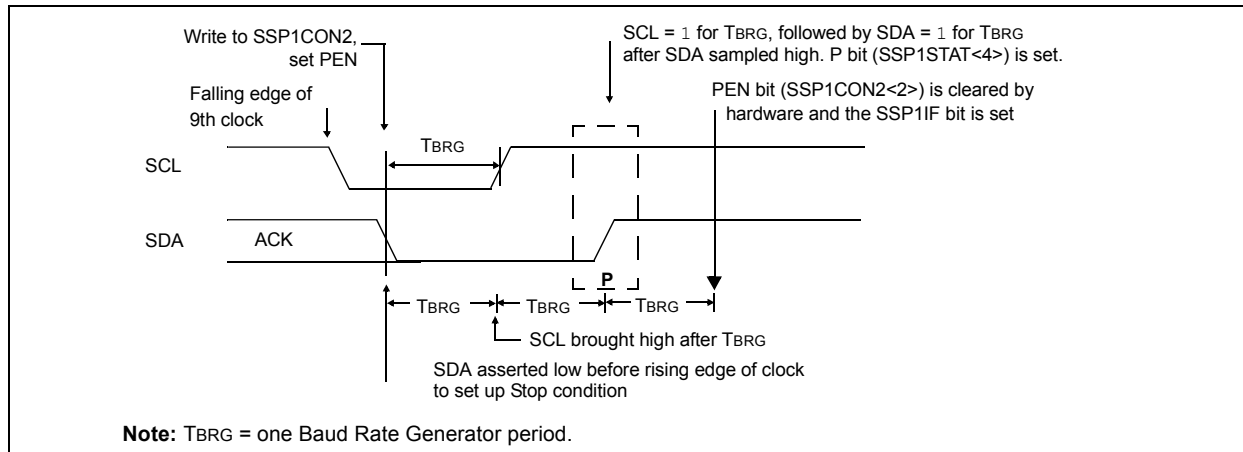 Write to SSP1CON2,
set PEN
SCL = 1 for TBRG, followed by SDA = 1 for TBRG
after SDA sampled high. P bit (SSP1STAT<4>) is set.
Falling edge of
9th clock
PEN bit (SSP1CON2<2>) is cleared by
hardware and the SSP1IF bit is set
TBRG
SCL
SDA
ACK
P
TBRG
TBRG
TBRG
SCL brought high after TBRG
SDA asserted low before rising edge of clock
to set up Stop condition
Note: TBRG = one Baud Rate Generator period.